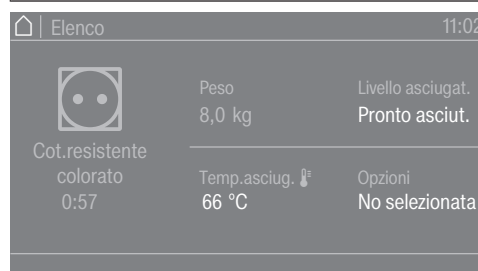 Elenco
11:02
Cot.resistente
colorato
0:57
Peso
8,0 kg
Livello asciugat.
Pronto asciut.
Temp.asciug.
66 °C
Opzioni
No selezionata